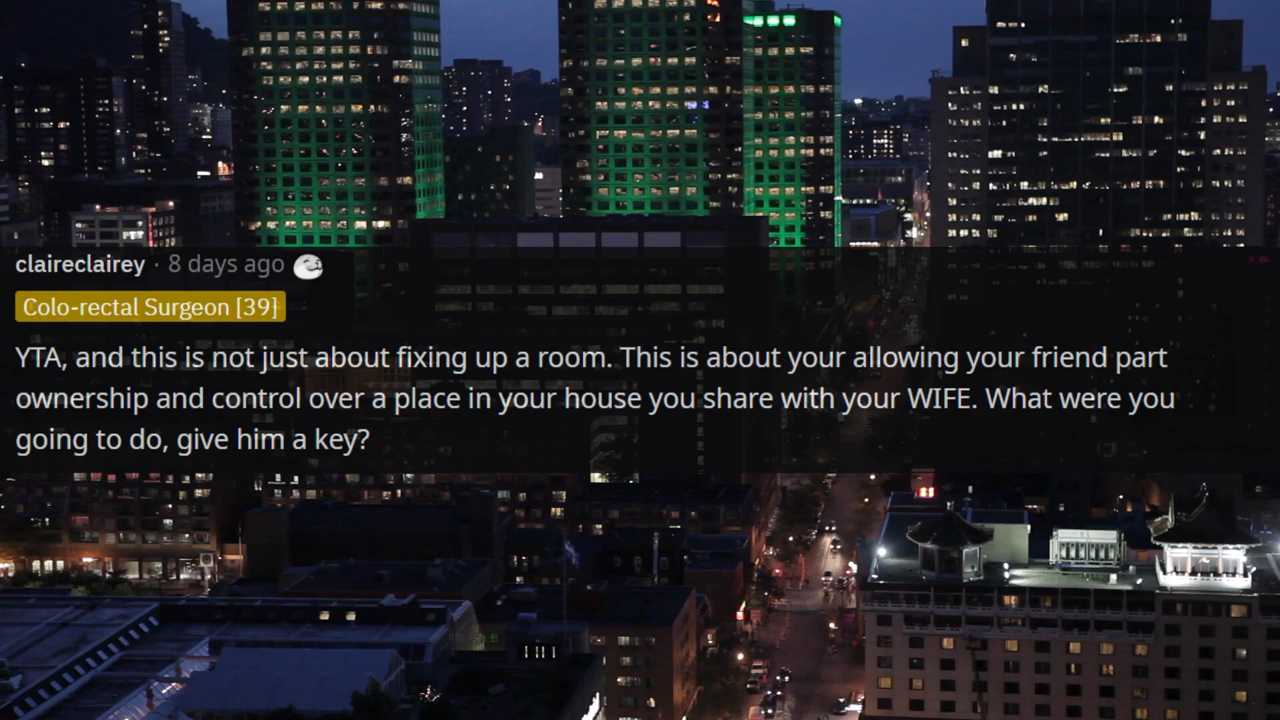 claireclairey · 8 days ago
Colo-rectal Surgeon [39]
YTA, and this is not just about fixing up a room. This is about your allowing your friend part
ownership and control over a place in your house you share with your WIFE. What were you
going to do, give him a key?